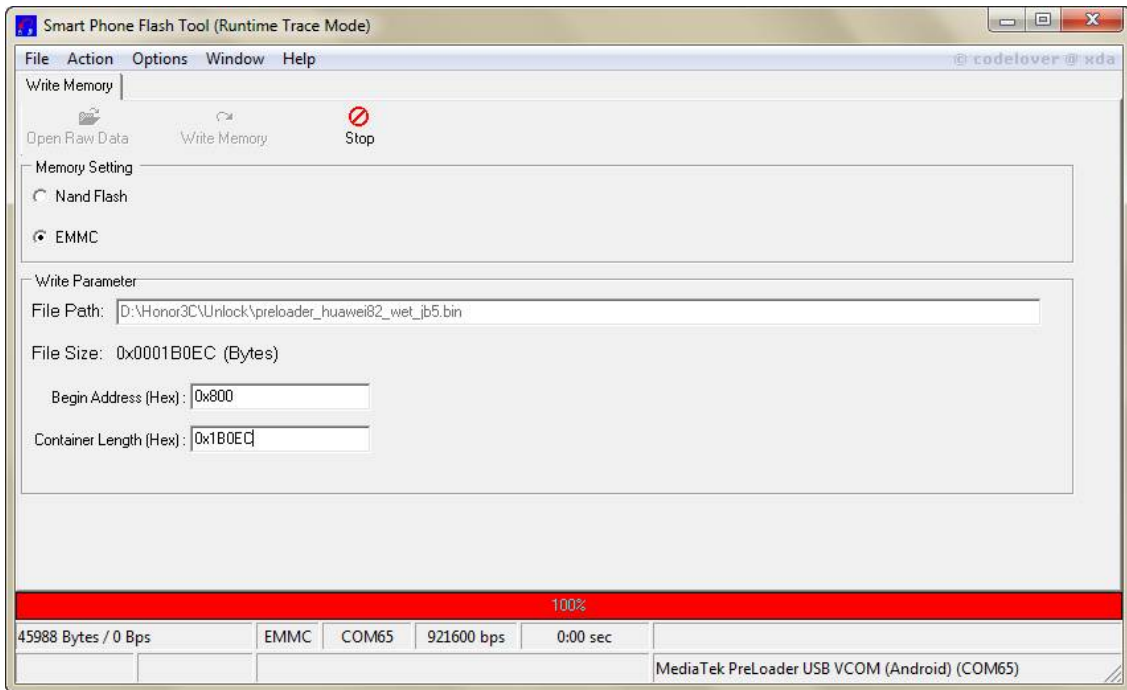 Smart Phone Flash Tool (Runtime Trace Mode)
File Action Options Window Help © codelover @ xda
Write Memory
Open Raw Data Write Memory Stop
Memory Setting
Nand Flash
EMMC
Write Parameter
File Path: D:\Honor3C\Unlock\preloader_huawei82_wet_jb5.bin
File Size: 0x0001B0EC (Bytes)
Begin Address (Hex) : 0x800
Container Length (Hex) : 0x1B0EC
100%
45988 Bytes / 0 Bps EMMC COM65 921600 bps 0:00 sec
MediaTek PreLoader USB VCOM (Android) (COM65)